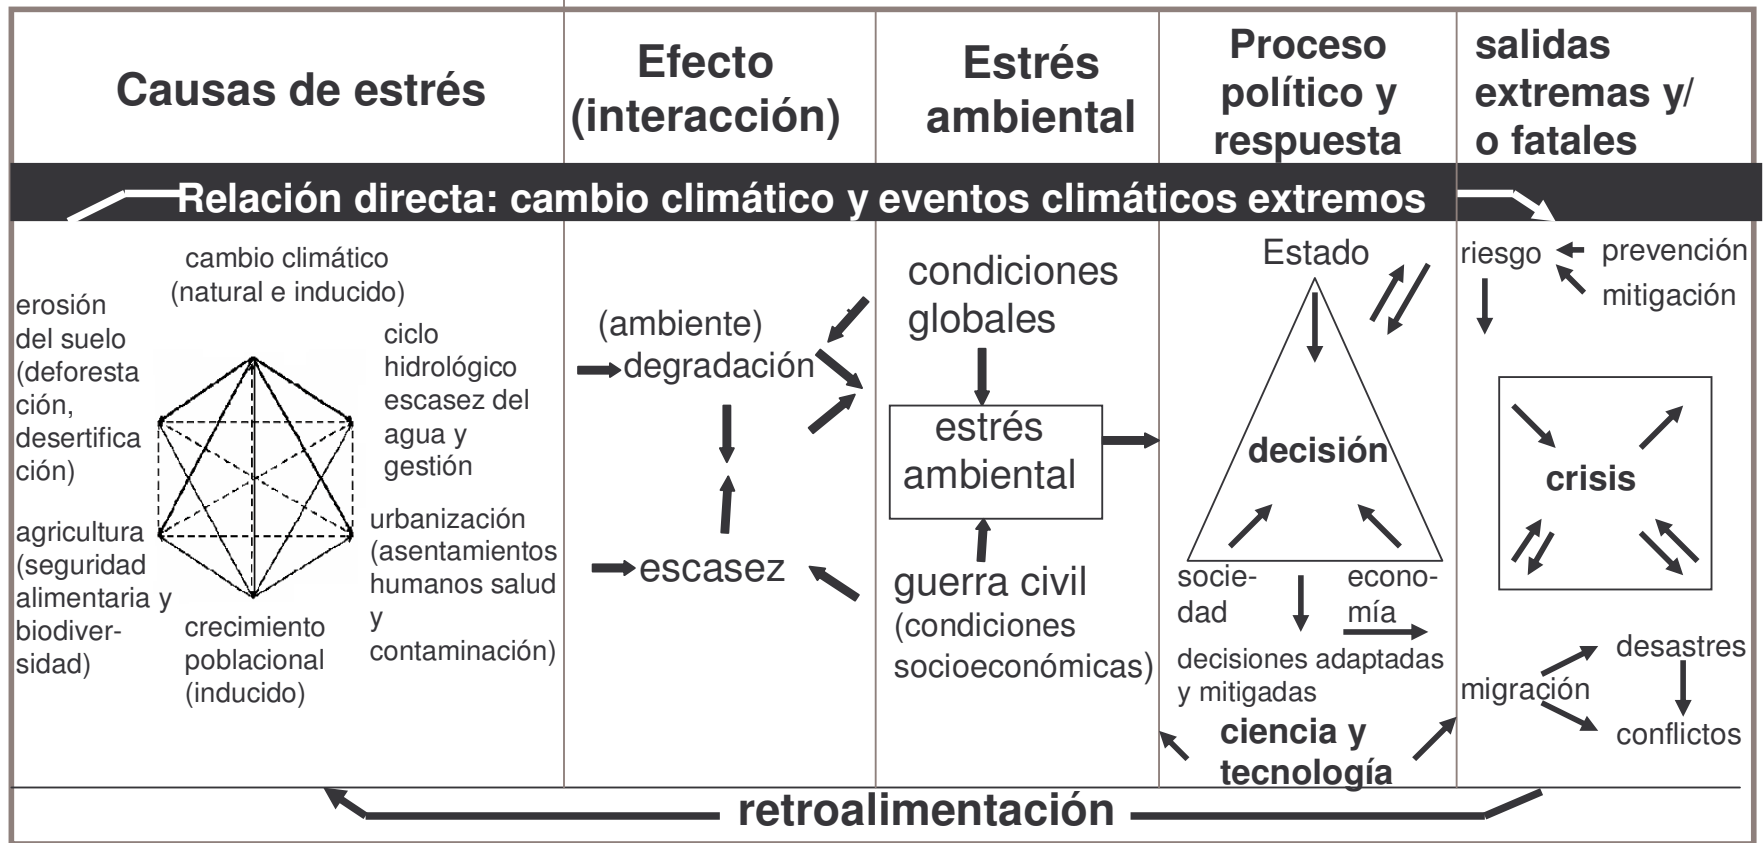 Causas de estrés
Efecto
(interacción)
Estrés
ambiental
Proceso
político y
respuesta
salidas
extremas y/
o fatales
Relación directa: cambio climático y eventos climáticos extremos
cambio climático
(natural e inducido)
erosión
del suelo
(deforesta
ción,
desertifica
ción)
ciclo
hidrológico
escasez del
agua y
gestión
agricultura
(seguridad
alimentaria y
biodiver-
sidad)
urbanización
(asentamientos
humanos salud
y
contaminación)
crecimiento
poblacional
(inducido)
(ambiente)
degradación
escasez
condiciones
globales
estrés
ambiental
guerra civil
(condiciones
socioeconómicas)
Estado
decisión
socie-
dad
econo-
mía
decisiones adaptadas
y mitigadas
ciencia y
tecnología
riesgo
prevención
mitigación
crisis
migración
desastres
conflictos
retroalimentación